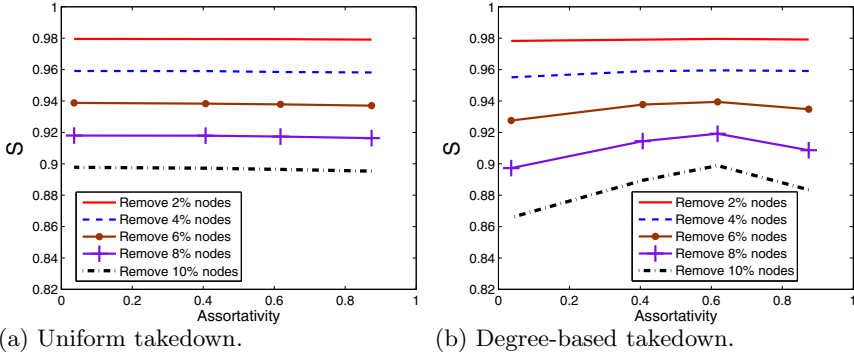 1
0.98
0.96
0.94
0.92
0.9
0.88
0.86
0.84
0.82
S
0 0.2 0.4 0.6 0.8 1
Assortativity
Remove 2% nodes
Remove 4% nodes
Remove 6% nodes
Remove 8% nodes
Remove 10% nodes
(a) Uniform takedown.
1
0.98
0.96
0.94
0.92
0.9
0.88
0.86
0.84
0.82
S
0 0.2 0.4 0.6 0.8 1
Assortativity
Remove 2% nodes
Remove 4% nodes
Remove 6% nodes
Remove 8% nodes
Remove 10% nodes
(b) Degree-based takedown.